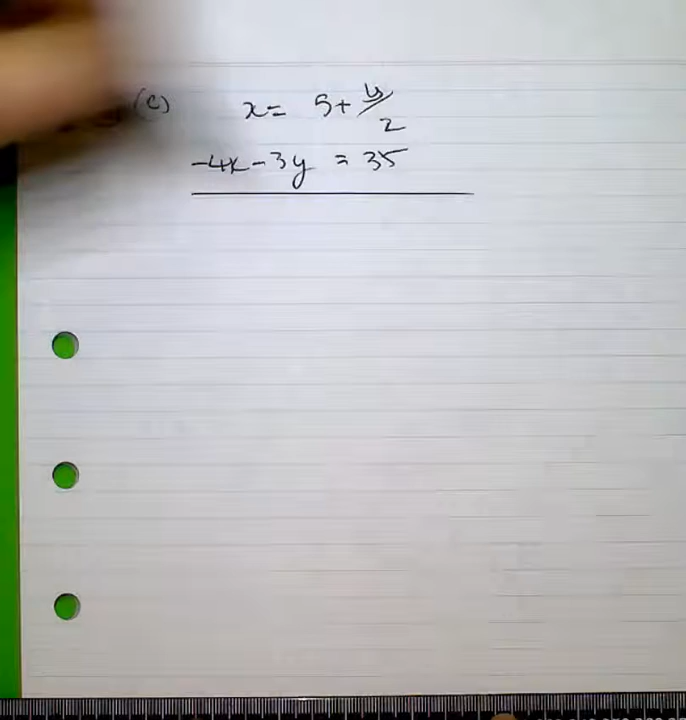 (c) x = 5 + y/2
-4x - 3y = 35